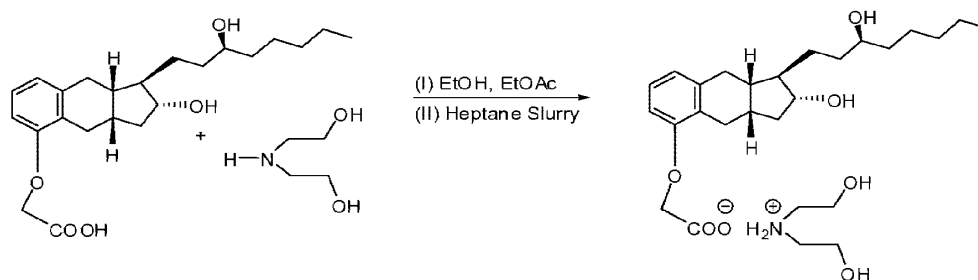 OH
OH
H
H
O
COOH
+
H
N
OH
OH
(I) EtOH, EtOAc
(II) Heptane Slurry
OH
OH
H
H
O
COO ⊖
⊕
H2N
OH
OH